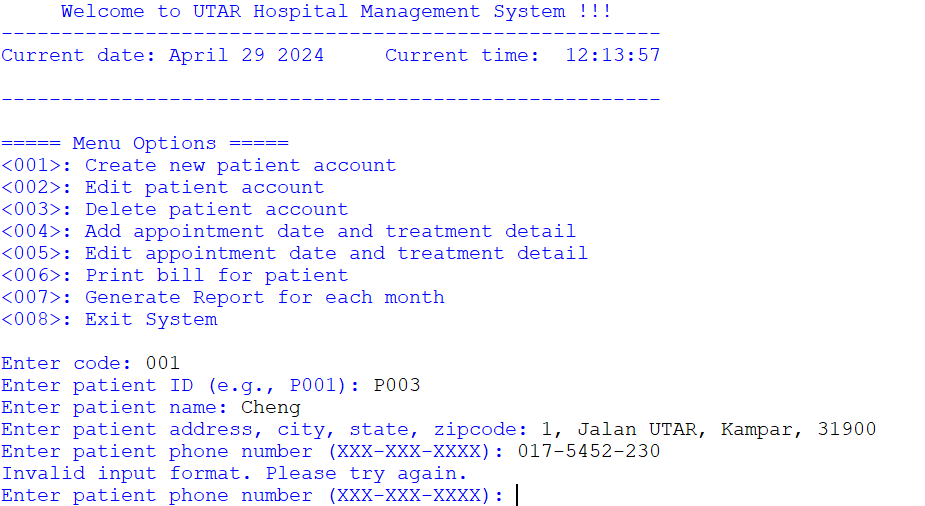 Welcome to UTAR Hospital Management System !!!
-------------------------------------------------------
Current date: April 29 2024     Current time:  12:13:57
-------------------------------------------------------
===== Menu Options =====
<001>: Create new patient account
<002>: Edit patient account
<003>: Delete patient account
<004>: Add appointment date and treatment detail
<005>: Edit appointment date and treatment detail
<006>: Print bill for patient
<007>: Generate Report for each month
<008>: Exit System
Enter code: 001
Enter patient ID (e.g., P001): P003
Enter patient name: Cheng
Enter patient address, city, state, zipcode: 1, Jalan UTAR, Kampar, 31900
Enter patient phone number (XXX-XXX-XXXX): 017-5452-230
Invalid input format. Please try again.
Enter patient phone number (XXX-XXX-XXXX):